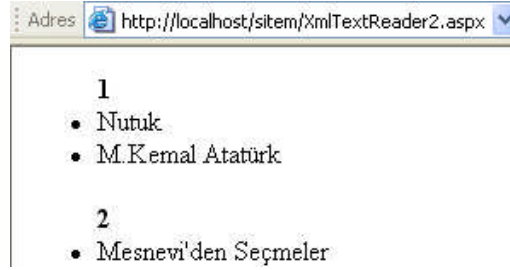 Adres http://localhost/sitem/XmlTextReader2.aspx
1
Nutuk
M.Kemal Atatürk
2
Mesnevi'den Seçmeler